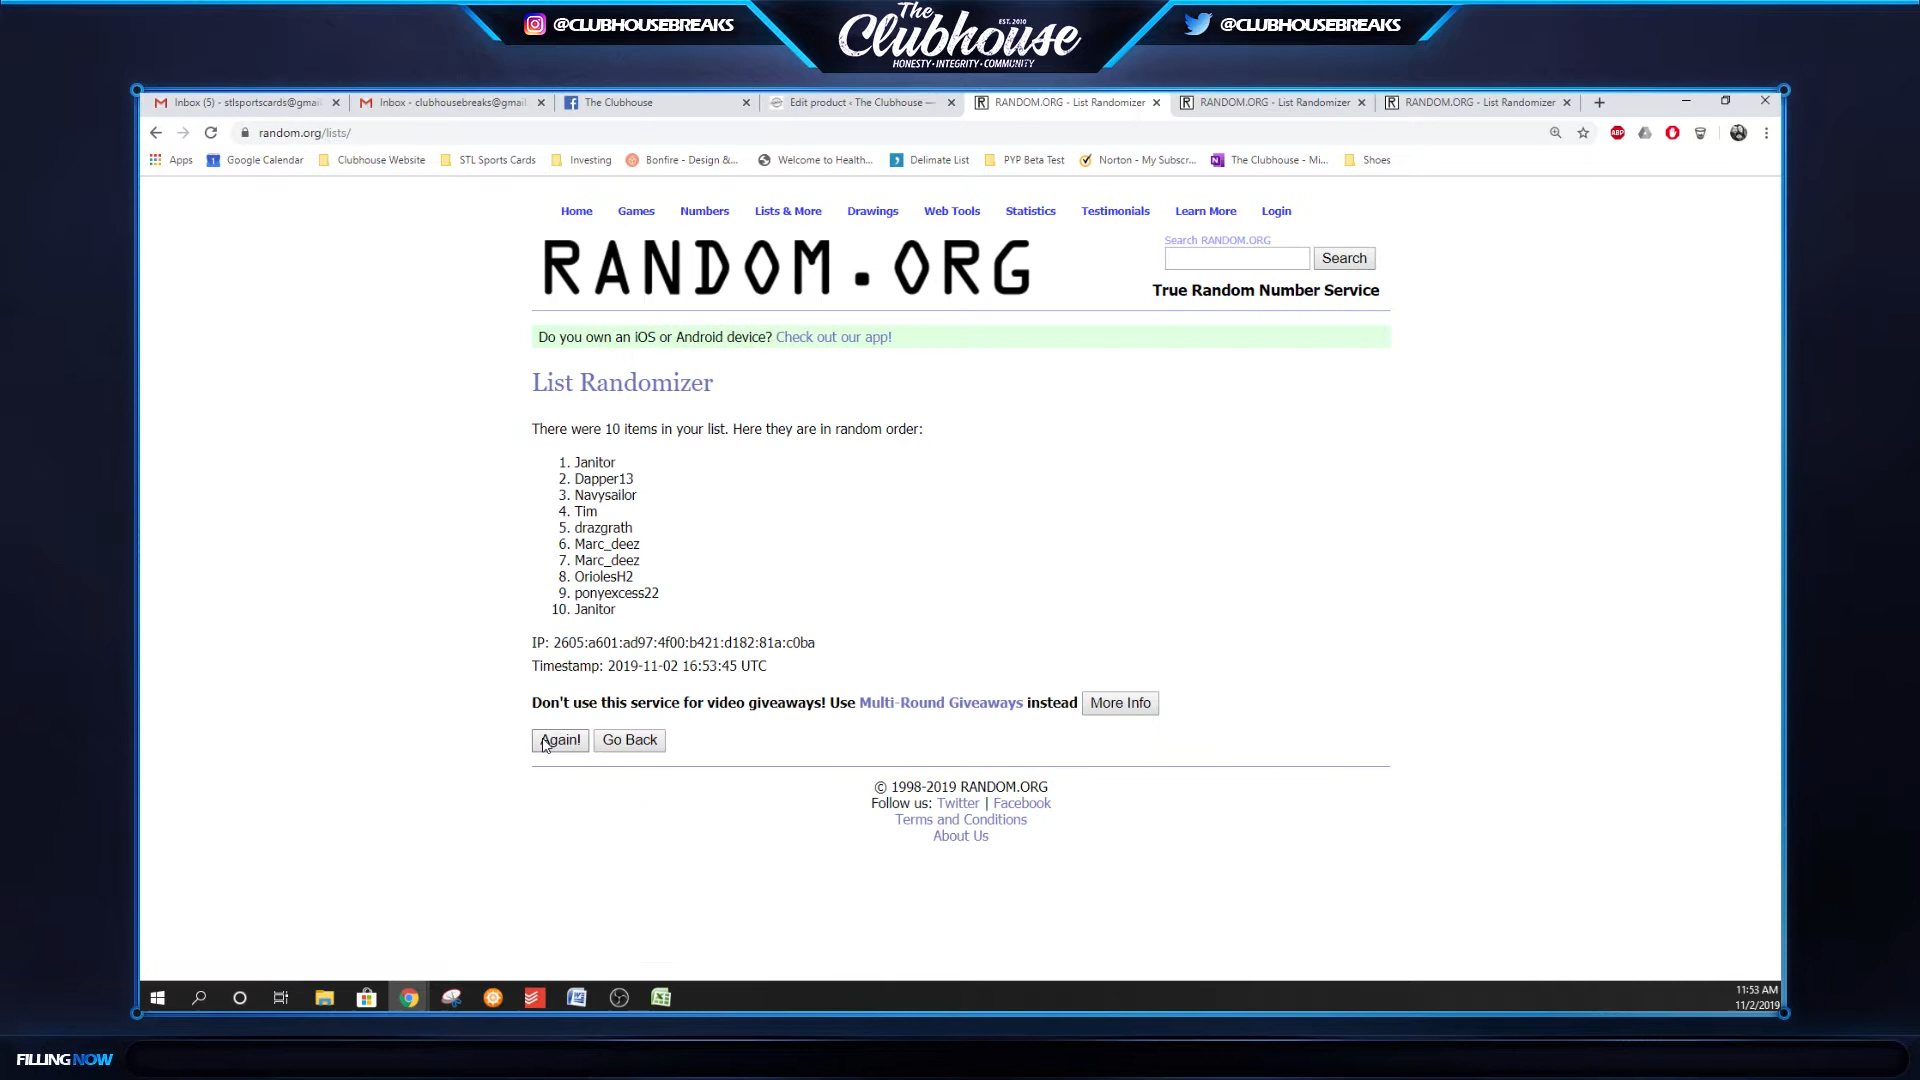 @CLUBHOUSEBREAKS
The Clubhouse
EST. 2010
HONESTY • INTEGRITY • COMMUNITY
@CLUBHOUSEBREAKS
Inbox (5) - stlsportscards@gmai
Inbox - clubhousebreaks@gmail.
The Clubhouse
Edit product ‹ The Clubhouse —
RANDOM.ORG - List Randomizer
RANDOM.ORG - List Randomizer
RANDOM.ORG - List Randomizer
random.org/lists/
Apps
Google Calendar
Clubhouse Website
STL Sports Cards
Investing
Bonfire - Design &...
Welcome to Health...
Delimate List
PYP Beta Test
Norton - My Subscr...
The Clubhouse - Mi...
Shoes
Home Games Numbers Lists & More Drawings Web Tools Statistics Testimonials Learn More Login
RANDOM.ORG
Search RANDOM.ORG
Search
True Random Number Service
Do you own an iOS or Android device? Check out our app!
List Randomizer
There were 10 items in your list. Here they are in random order:
1. Janitor
2. Dapper13
3. Navysailor
4. Tim
5. drazgrath
6. Marc_deez
7. Marc_deez
8. OriolesH2
9. ponyexcess22
10. Janitor
IP: 2605:a601:ad97:4f00:b421:d182:81a:c0ba
Timestamp: 2019-11-02 16:53:45 UTC
Don't use this service for video giveaways! Use Multi-Round Giveaways instead More Info
Again! Go Back
© 1998-2019 RANDOM.ORG
Follow us: Twitter | Facebook
Terms and Conditions
About Us
11:53 AM
11/2/2019
FILLING NOW